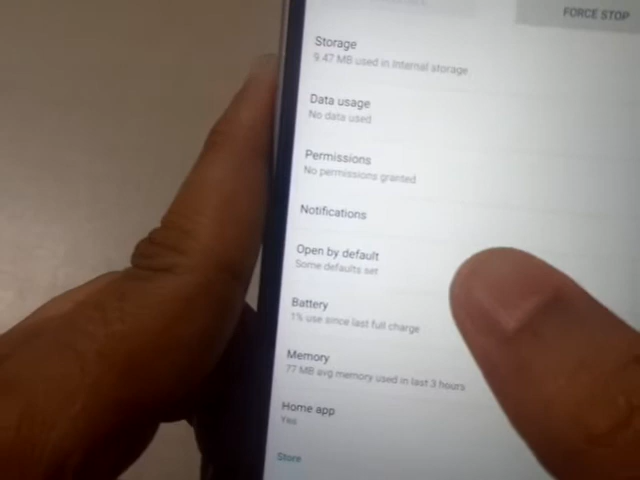 FORCE STOP
Storage
9.47 MB used in Internal storage
Data usage
No data used
Permissions
No permissions granted
Notifications
Open by default
Some defaults set
Battery
1% use since last full charge
Memory
77 MB avg memory used in last 3 hours
Home app
Yes
Store